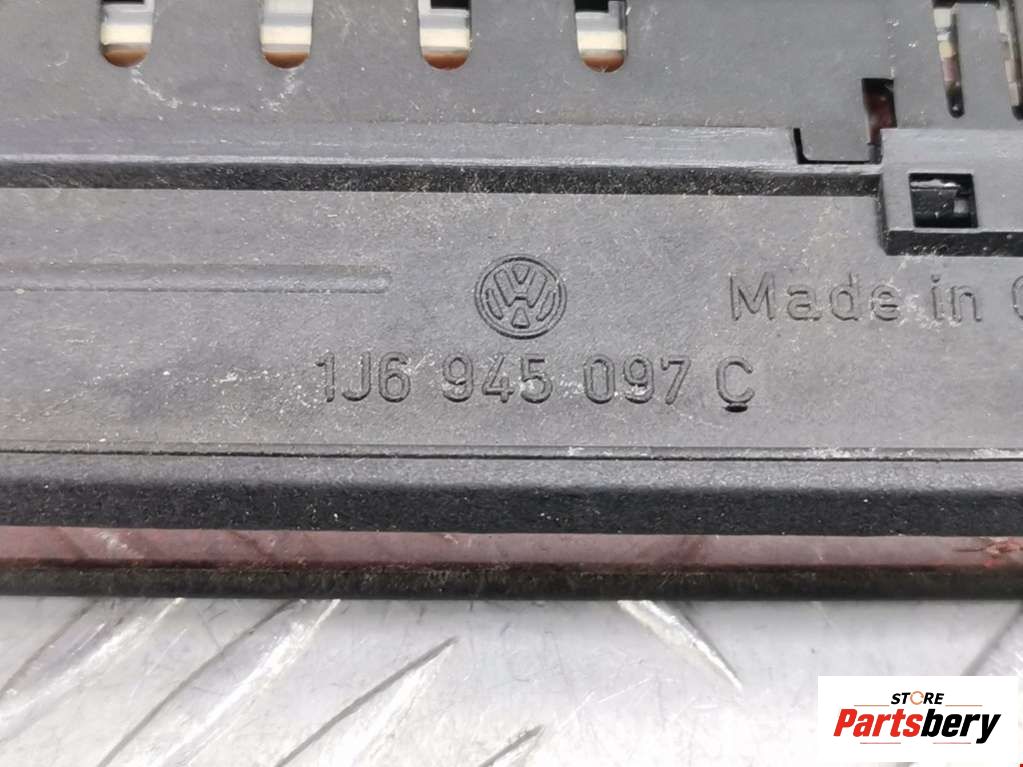 Made in
1J6 945 097 C
STORE
Partsbery